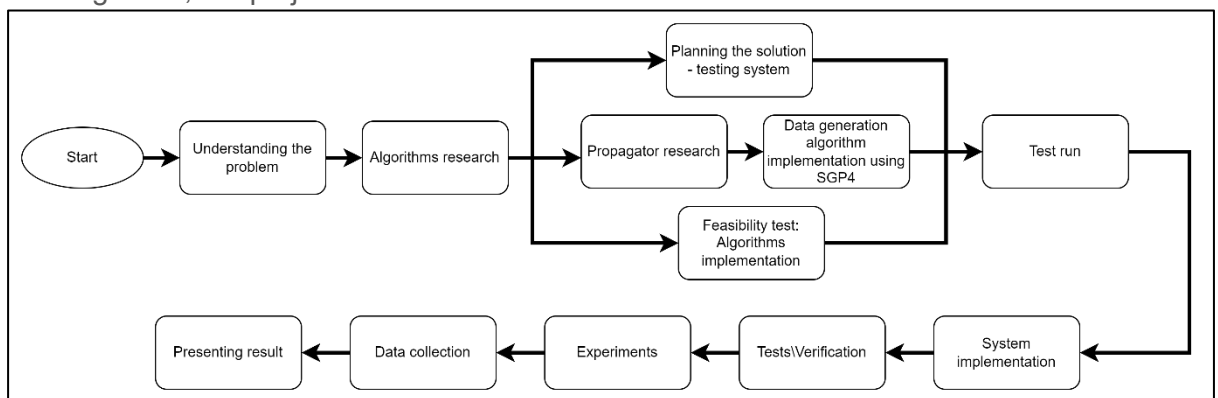 Planning the solution
- testing system
Start
Understanding the
problem
Algorithms research
Propagator research
Data generation
algorithm
implementation using
SGP4
Test run
Feasibility test:
Algorithms
implementation
Presenting result
Data collection
Experiments
Tests\Verification
System
implementation